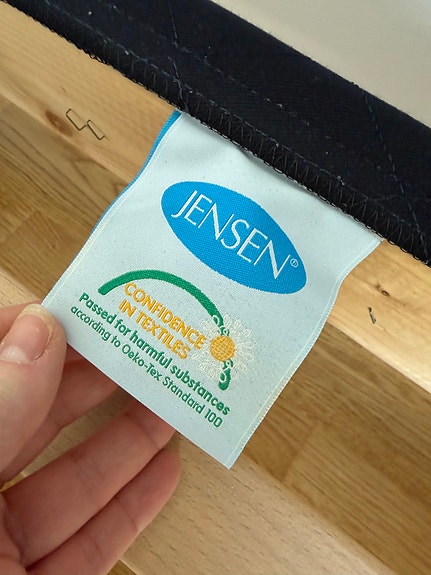 JENSEN®
CONFIDENCE
IN TEXTILES
Passed for harmful substances
according to Oeko-Tex Standard 100